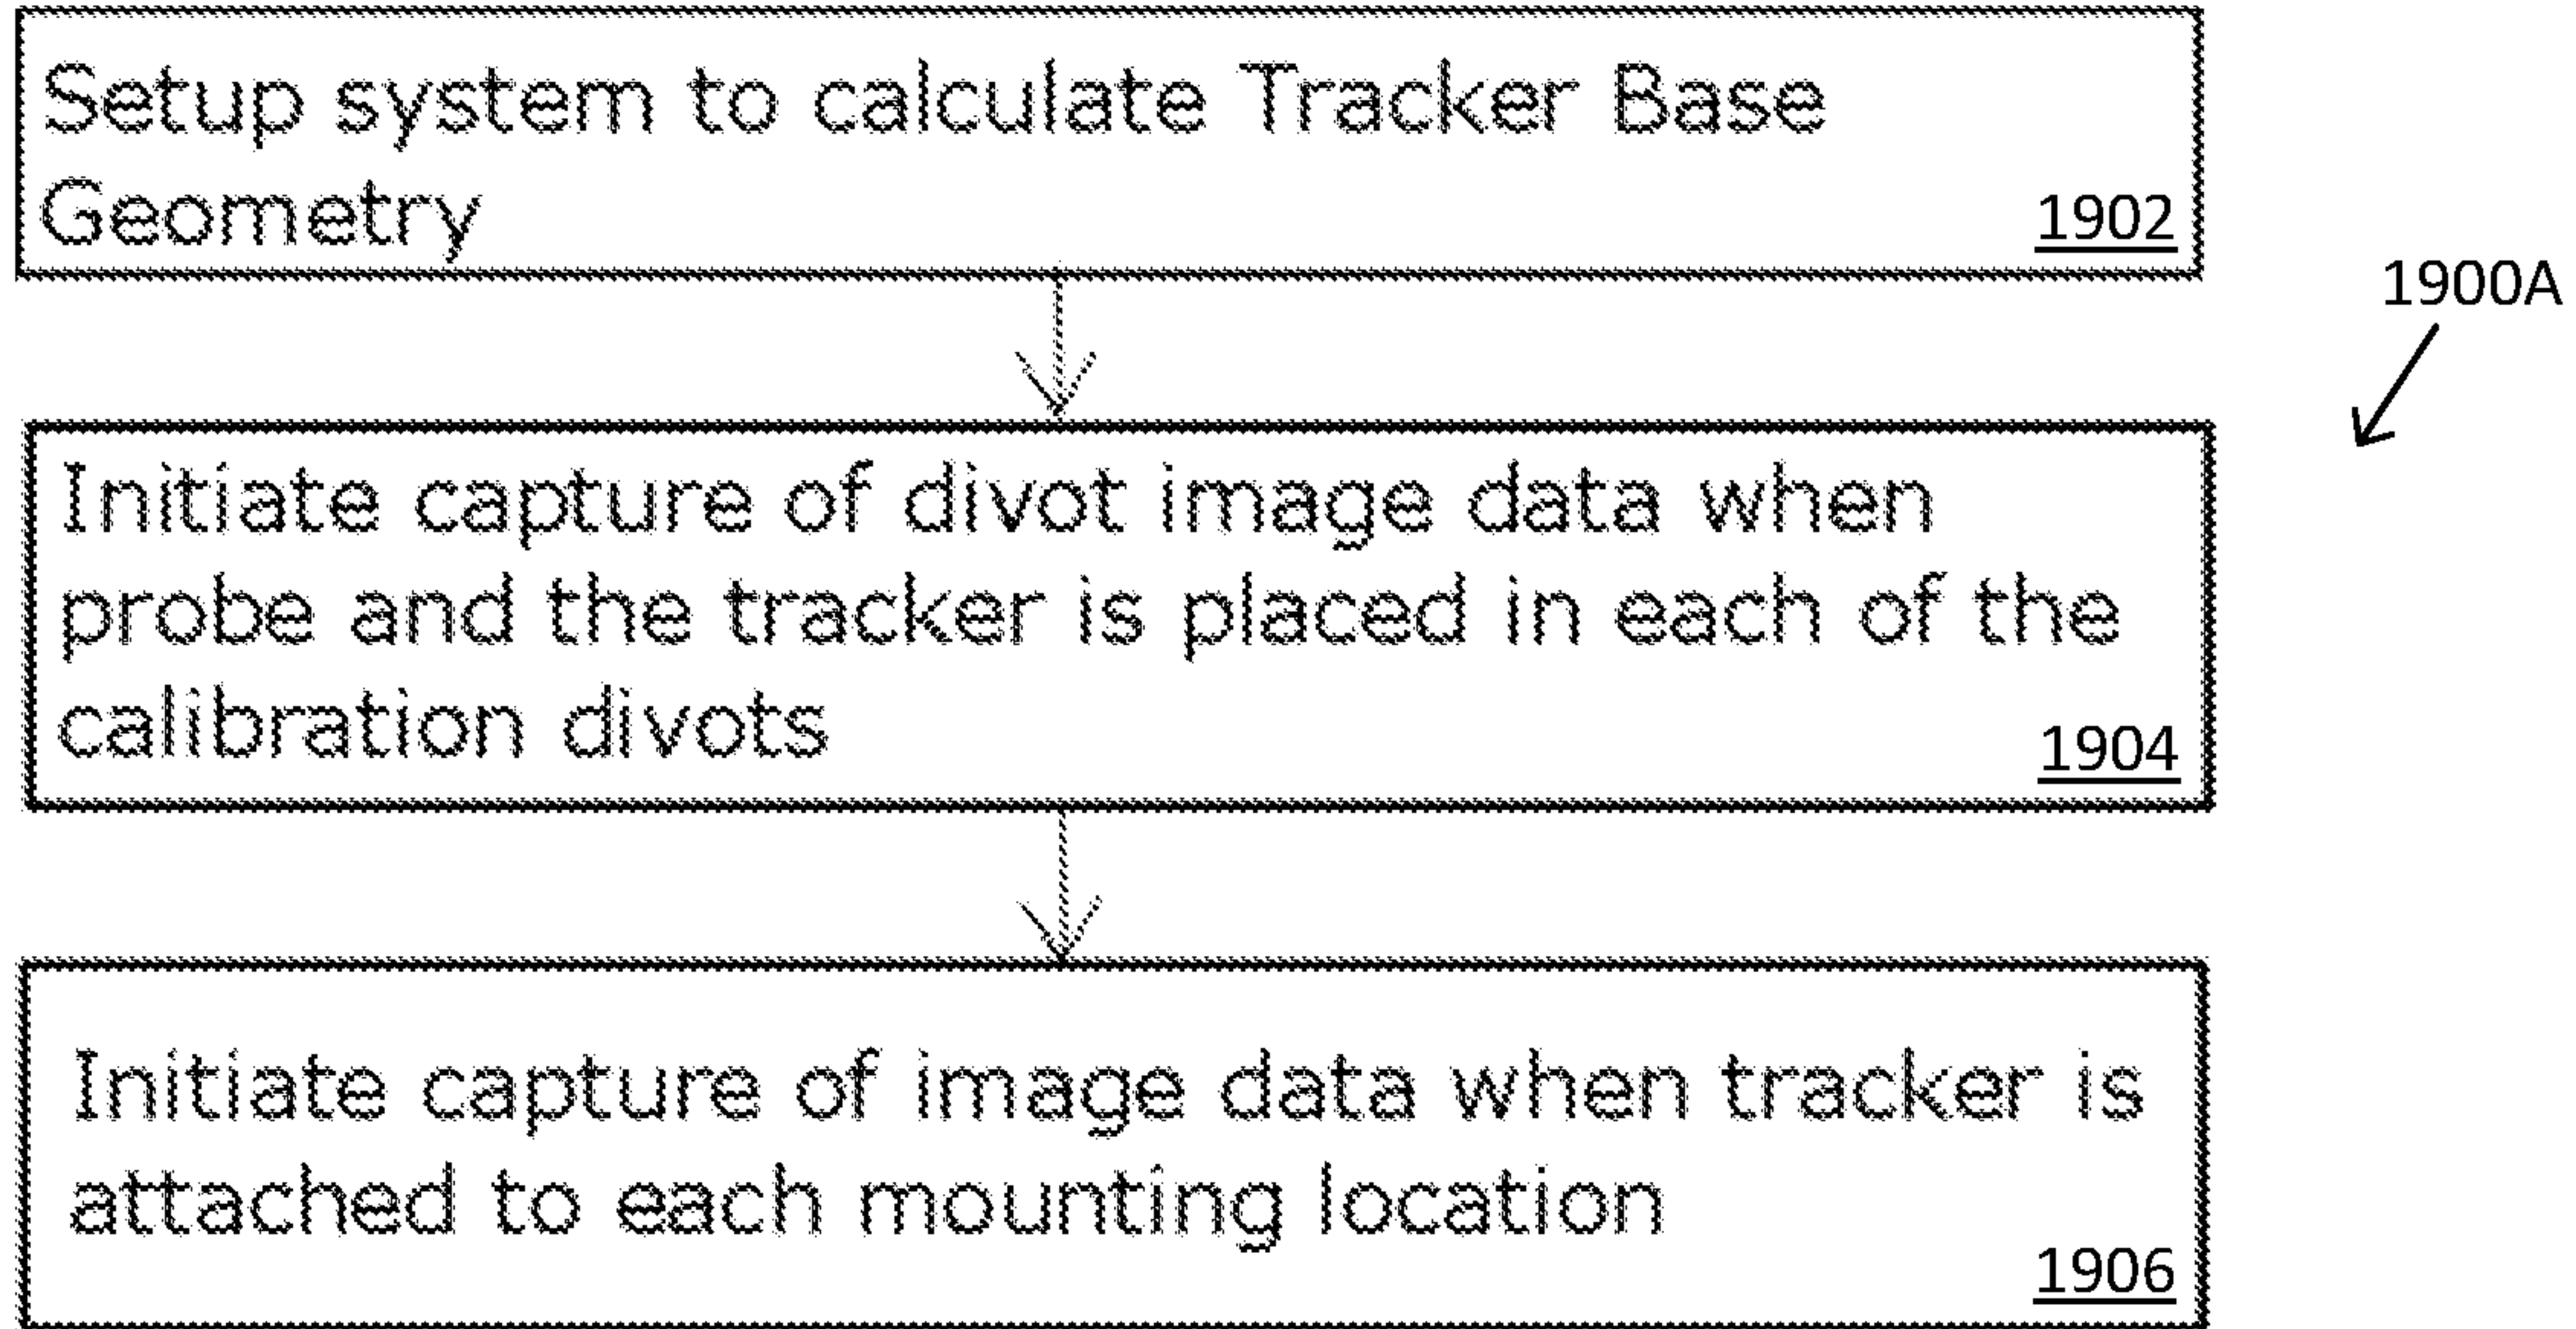 Setup system to calculate Tracker Base
Geometry
1902
1900A
Initiate capture of divot image data when
probe and the tracker is placed in each of the
calibration divots
1904
Initiate capture of image data when tracker is
attached to each mounting location
1906